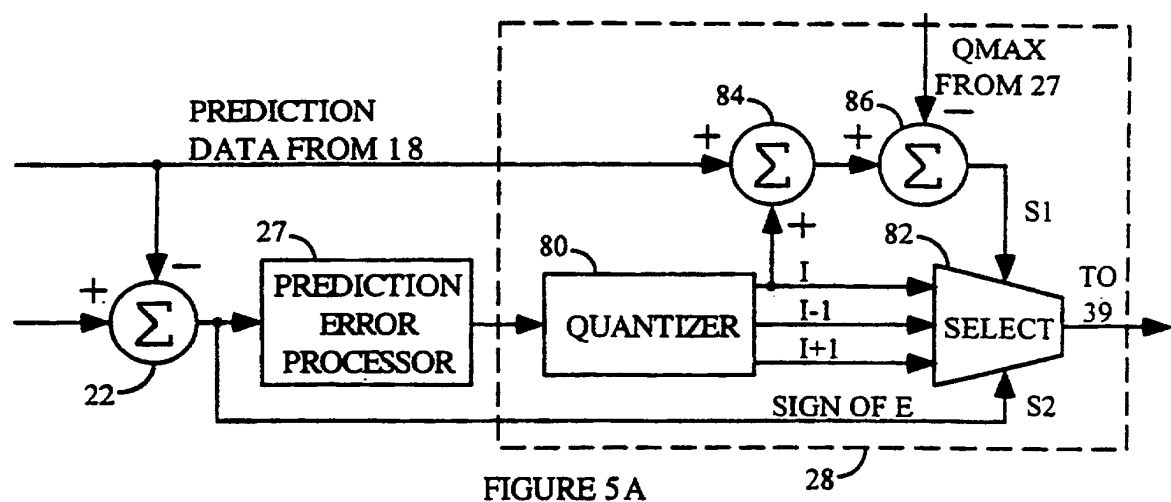 QMAX
FROM 27
PREDICTION
DATA FROM 18
84
86
+
Σ
+
Σ
−
+
S1
27
80
82
−
+
Σ
22
PREDICTION
ERROR
PROCESSOR
QUANTIZER
I
I-1
I+1
SELECT
TO
39
SIGN OF E
S2
28
FIGURE 5A